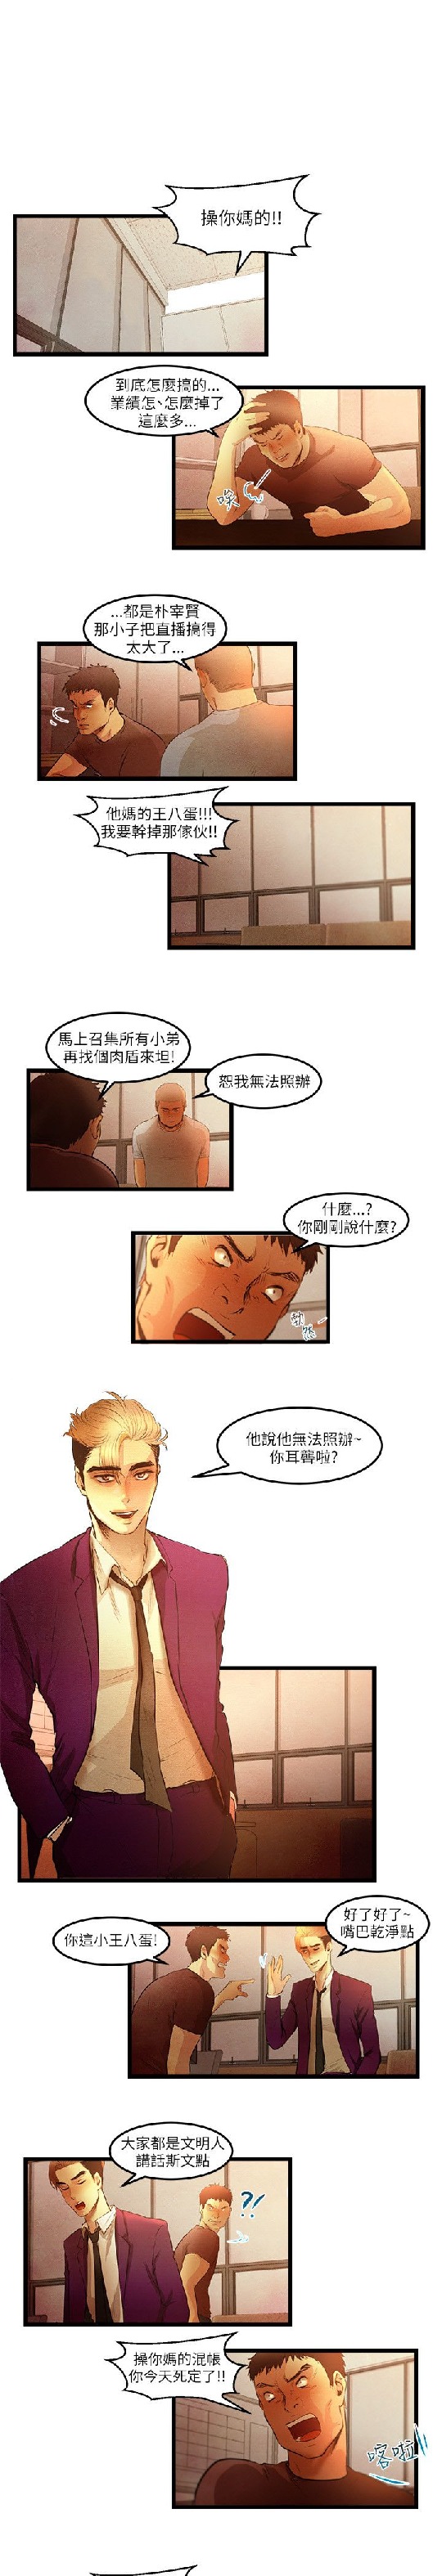 操你媽的!!
到底怎麼搞的...
業績怎、怎麼掉了
這麼多...
唉
...都是朴宰賢
那小子把直播搞得
太大了...
他媽的王八蛋!!!
我要幹掉那傢伙!!
馬上召集所有小弟
再找個肉盾來坦!
恕我無法照辦
什麼...?
你剛剛說什麼?
勃然
他說他無法照辦~
你耳聾啦?
好了好了~
嘴巴乾淨點
你這小王八蛋!
大家都是文明人
講話斯文點
?!
操你媽的混帳
你今天死定了!!
喀啦